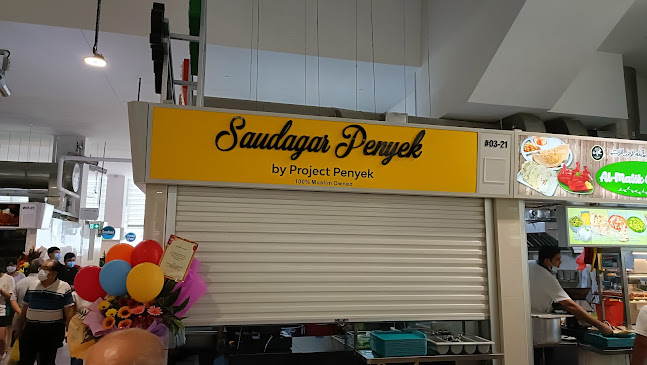 Saudagar Penyek
by Project Penyek
100% Muslim Owned
#03-21
Al-Malik